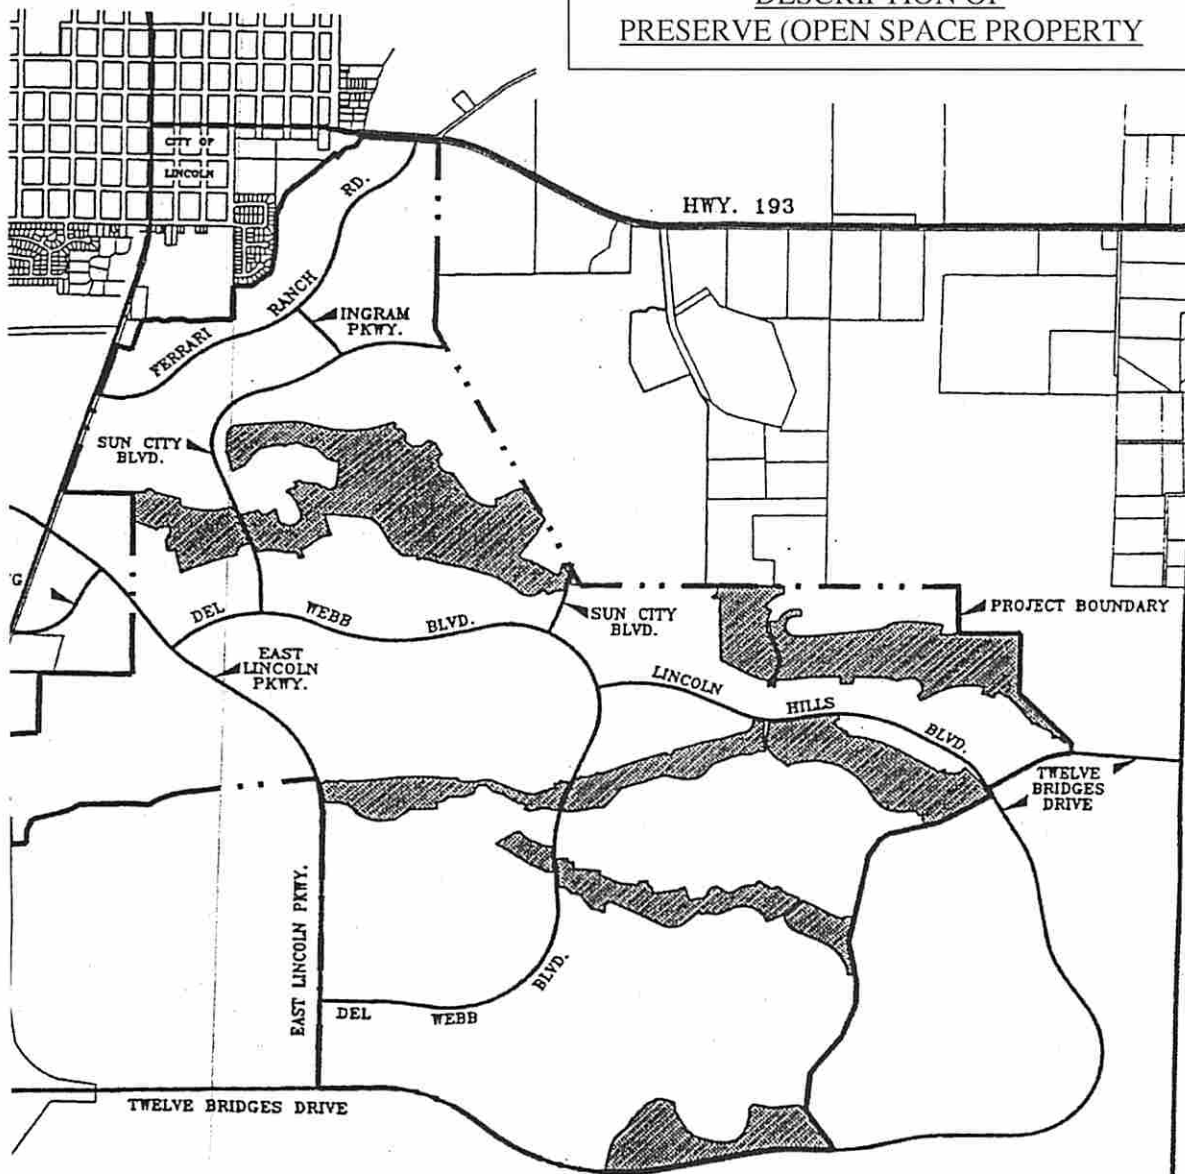 DESCRIPTION OF
PRESERVE (OPEN SPACE PROPERTY
CITY OF
LINCOLN
RD.
HWY. 193
RANCH
INGRAM
PKWY.
FERRARI
SUN CITY
BLVD.
G
DEL
WEBB
BLVD.
SUN CITY
BLVD.
PROJECT BOUNDARY
EAST
LINCOLN
PKWY.
LINCOLN
HILLS
BLVD.
TWELVE
BRIDGES
DRIVE
EAST LINCOLN PKWY.
BLVD.
DEL
WEBB
TWELVE BRIDGES DRIVE